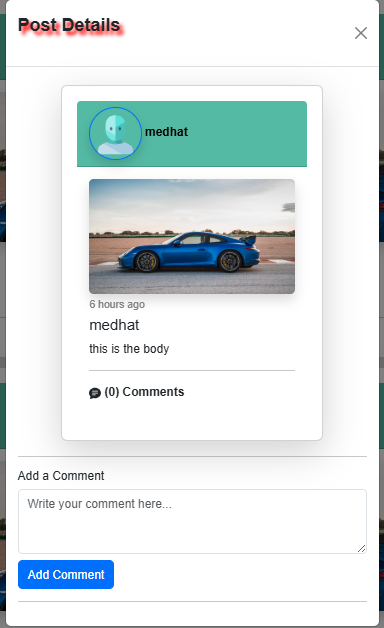 Post Details
medhat
6 hours ago
medhat
this is the body
(0) Comments
Add a Comment
Write your comment here...
Add Comment